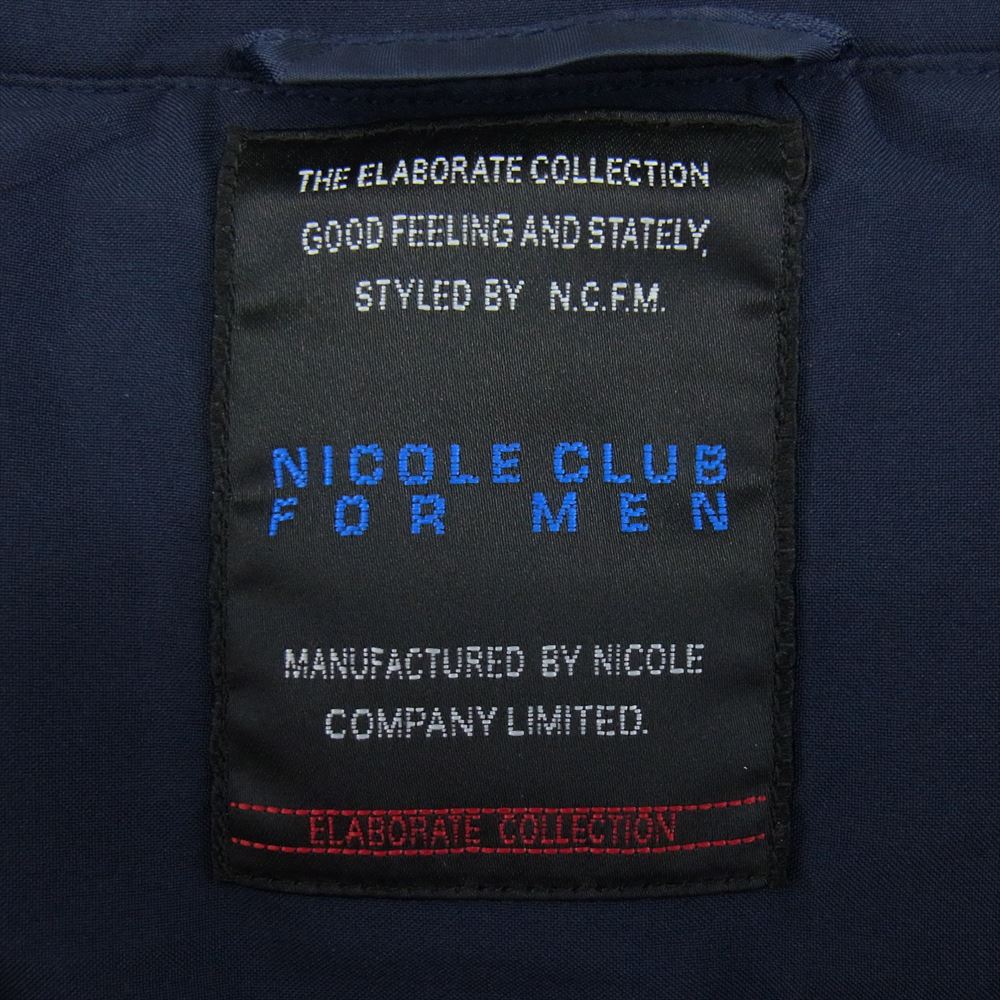 THE ELABORATE COLLECTION
GOOD FEELING AND STATELY,
STYLED BY N.C.F.M.
NICOLE CLUB
FOR MEN
MANUFACTURED BY NICOLE
COMPANY LIMITED.
ELABORATE COLLECTION